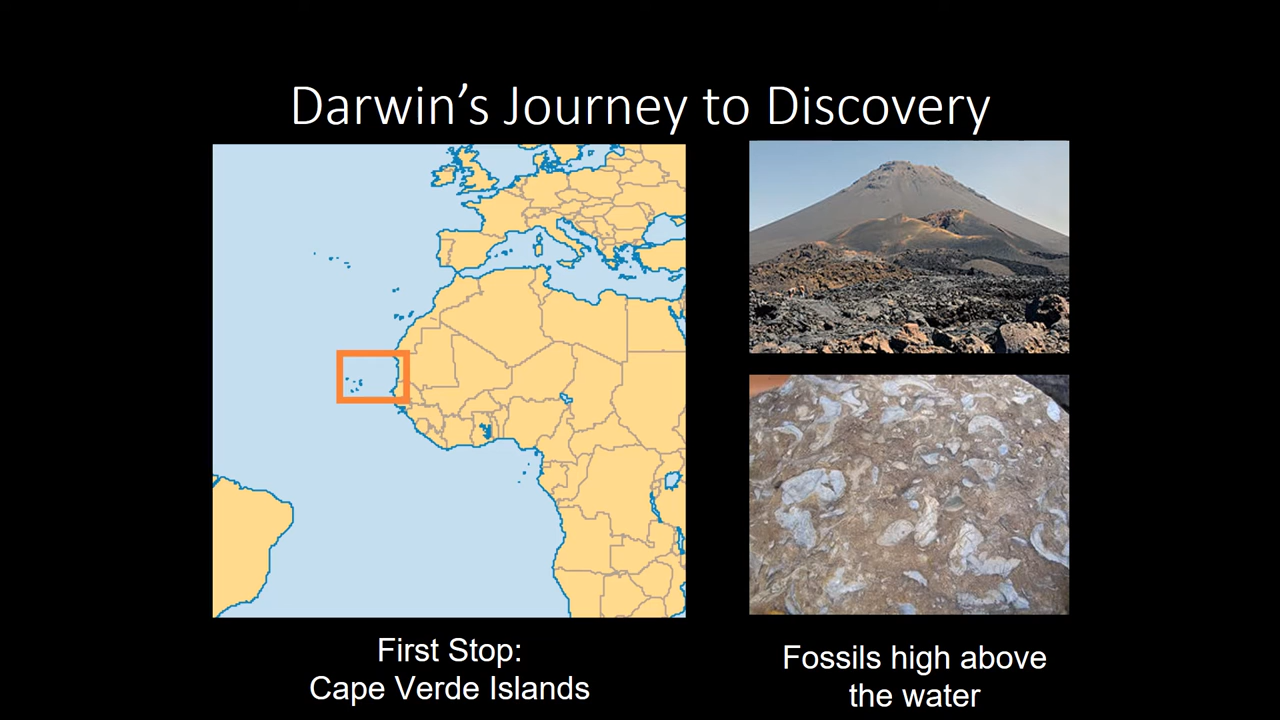 Darwin’s Journey to Discovery
First Stop:
Cape Verde Islands
Fossils high above
the water